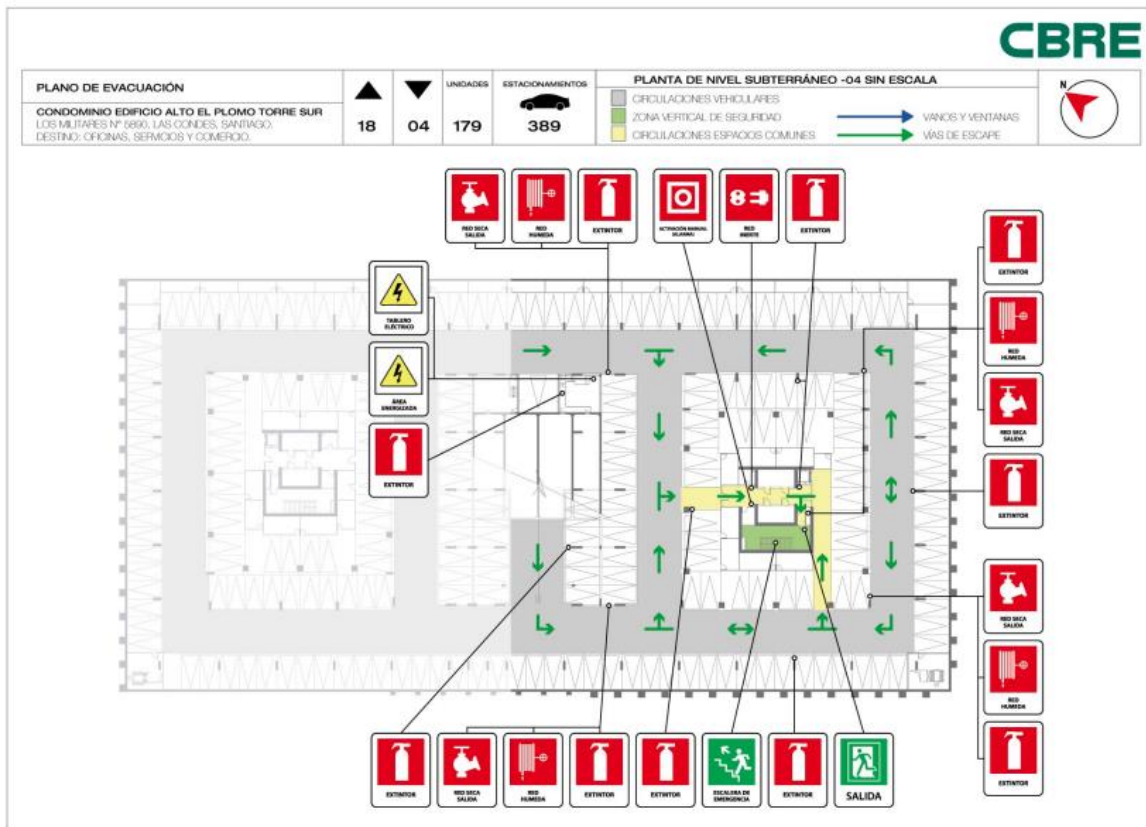 CBRE
PLANO DE EVACUACIÓN
CONDOMINIO EDIFICIO ALTO EL PLOMO TORRE SUR
LOS MILITARES Nº 5890, LAS CONDES, SANTIAGO.
DESTINO: OFICINAS, SERVICIOS Y COMERCIO.
18
04
UNIDADES
179
ESTACIONAMIENTOS
389
PLANTA DE NIVEL SUBTERRÁNEO -04 SIN ESCALA
CIRCULACIONES VEHICULARES
ZONA VERTICAL DE SEGURIDAD
CIRCULACIONES ESPACIOS COMUNES
VANOS Y VENTANAS
VÍAS DE ESCAPE
N
RED SECA
SALIDA
RED
HUMEDA
EXTINTOR
ACTIVACIÓN MANUAL
DE ALARMA
RED
INERTE
EXTINTOR
TABLERO
ELÉCTRICO
ÁREA
ENERGIZADA
EXTINTOR
EXTINTOR
RED
HUMEDA
RED SECA
SALIDA
EXTINTOR
RED SECA
SALIDA
RED
HUMEDA
EXTINTOR
EXTINTOR
RED SECA
SALIDA
RED
HUMEDA
EXTINTOR
EXTINTOR
ESCALERA DE
EMERGENCIA
EXTINTOR
SALIDA